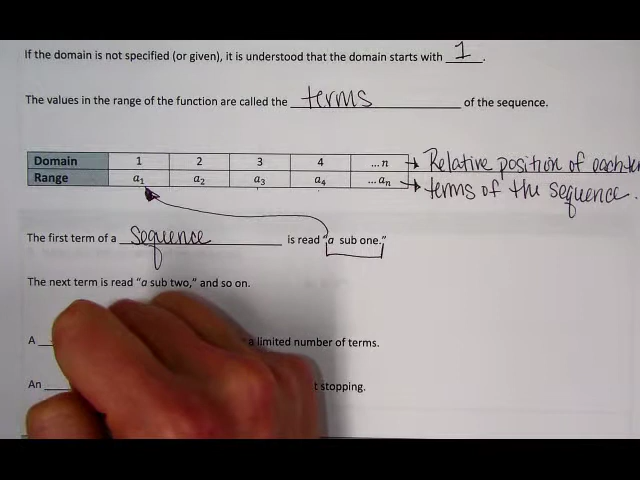 If the domain is not specified (or given), it is understood that the domain starts with 1.
The values in the range of the function are called the terms of the sequence.
Domain 1 2 3 4 ...n → Relative position of each
Range a₁ a₂ a₃ a₄ ...aₙ → terms of the sequence.
The first term of a sequence is read "a sub one."
The next term is read "a sub two," and so on.
A a limited number of terms.
An stopping.